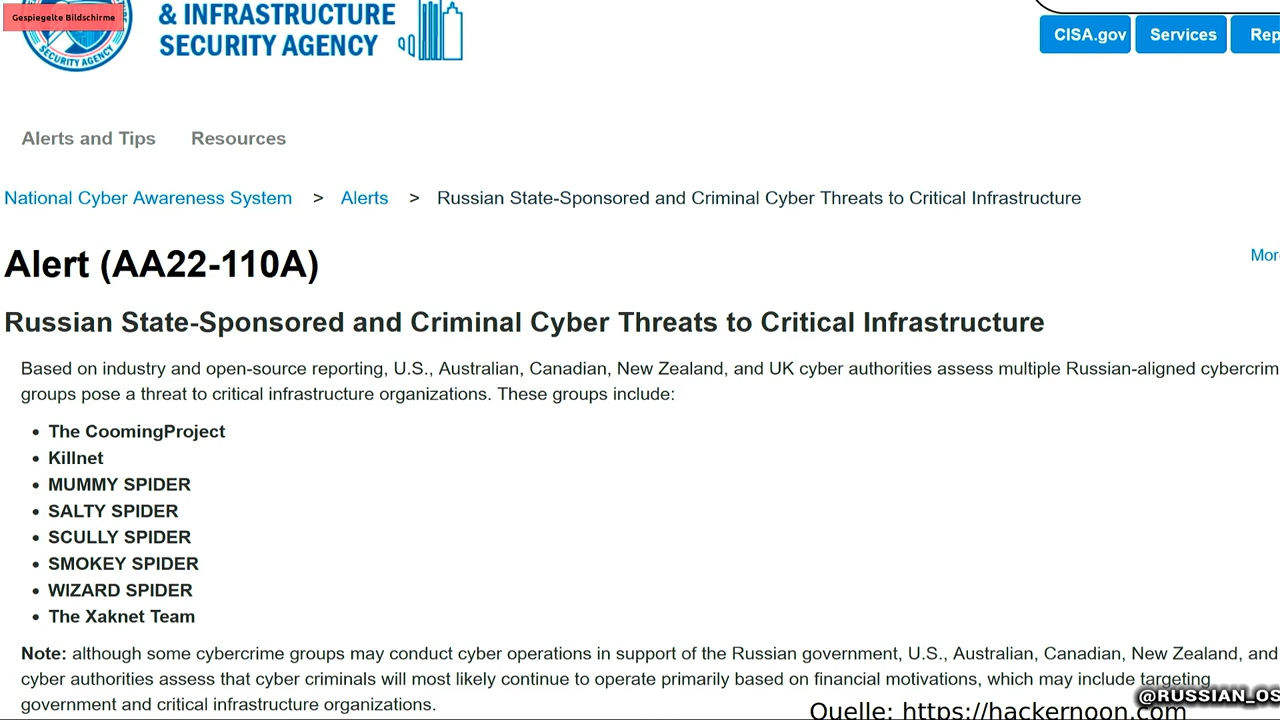 Gespiegelte Bildschirme
& INFRASTRUCTURE
SECURITY AGENCY
SECURITY AGENCY
CISA.gov
Services
Rep
Alerts and Tips
Resources
National Cyber Awareness System > Alerts > Russian State-Sponsored and Criminal Cyber Threats to Critical Infrastructure
Alert (AA22-110A)
Mor
Russian State-Sponsored and Criminal Cyber Threats to Critical Infrastructure
Based on industry and open-source reporting, U.S., Australian, Canadian, New Zealand, and UK cyber authorities assess multiple Russian-aligned cybercrim
groups pose a threat to critical infrastructure organizations. These groups include:
• The CoomingProject
• Killnet
• MUMMY SPIDER
• SALTY SPIDER
• SCULLY SPIDER
• SMOKEY SPIDER
• WIZARD SPIDER
• The Xaknet Team
Note: although some cybercrime groups may conduct cyber operations in support of the Russian government, U.S., Australian, Canadian, New Zealand, and
cyber authorities assess that cyber criminals will most likely continue to operate primarily based on financial motivations, which may include targeting
government and critical infrastructure organizations.
@RUSSIAN_OS
Quelle: https://hackernoon.com